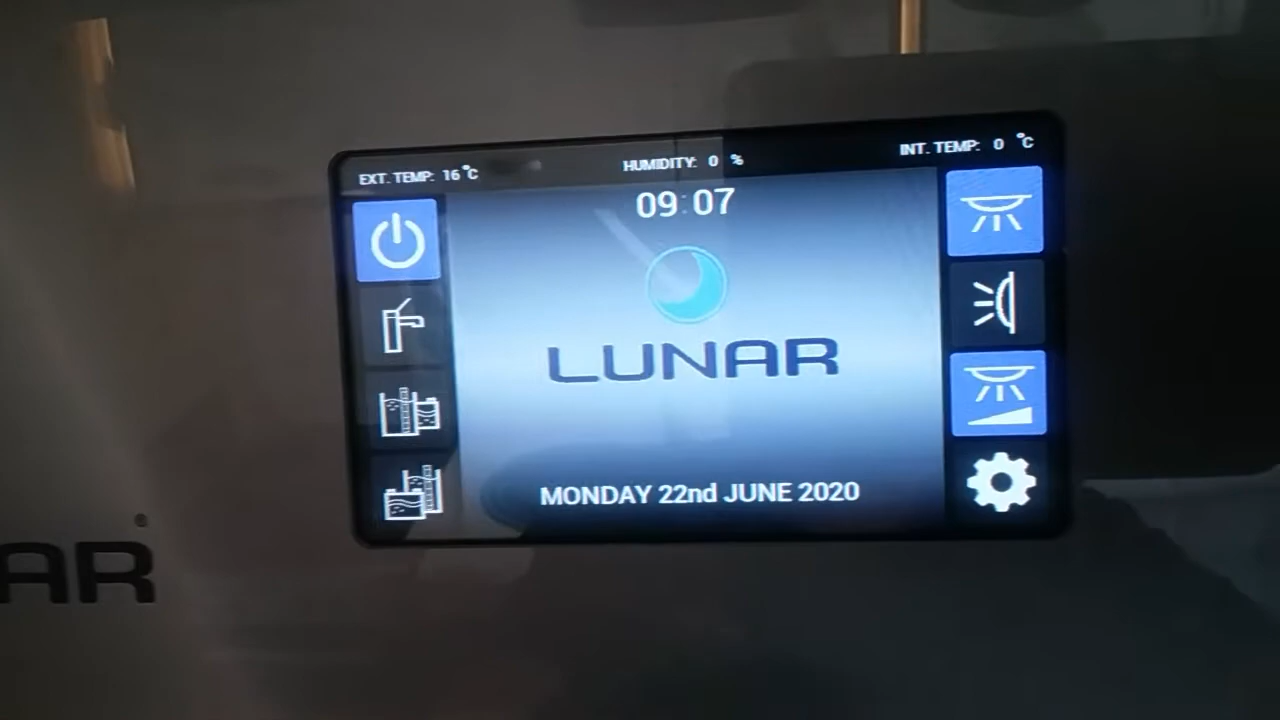 EXT. TEMP: 16 °C
HUMIDITY: 0 %
INT. TEMP: 0 °C
09:07
LUNAR
MONDAY 22nd JUNE 2020
AR®